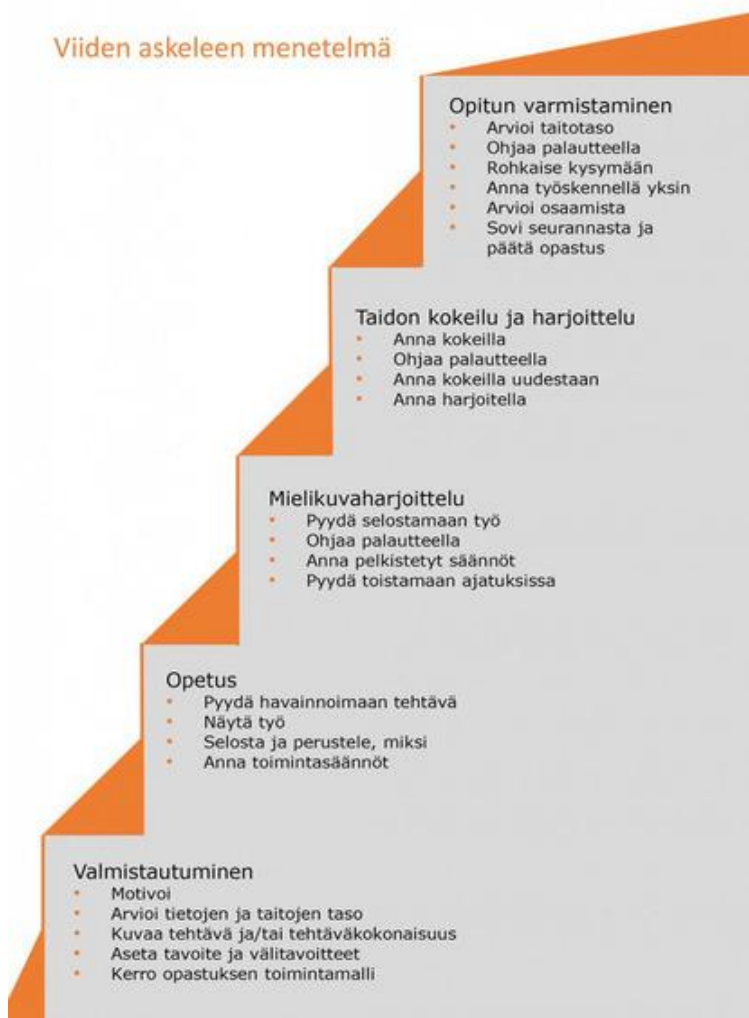 Viiden askeleen menetelmä
Opitun varmistaminen
• Arvioi taitotaso
• Ohjaa palautteella
• Rohkaise kysymään
• Anna työskennellä yksin
• Arvioi osaamista
• Sovi seurannasta ja
päätä opastus
Taidon kokeilu ja harjoittelu
• Anna kokeilla
• Ohjaa palautteella
• Anna kokeilla uudestaan
• Anna harjoitella
Mielikuvaharjoittelu
• Pyydä selostamaan työ
• Ohjaa palautteella
• Anna pelkistetyt säännöt
• Pyydä toistamaan ajatuksissa
Opetus
• Pyydä havainnoimaan tehtävä
• Näytä työ
• Selosta ja perustele, miksi
• Anna toimintasäännöt
Valmistautuminen
• Motivoi
• Arvioi tietojen ja taitojen taso
• Kuvaa tehtävä ja/tai tehtäväkokonaisuus
• Aseta tavoite ja välitavoitteet
• Kerro opastuksen toimintamalli